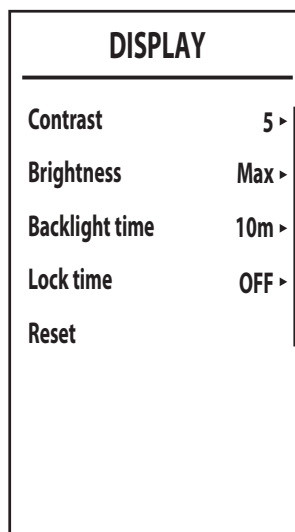 DISPLAY
Contrast 5 ▸
Brightness Max ▸
Backlight time 10m ▸
Lock time OFF ▸
Reset